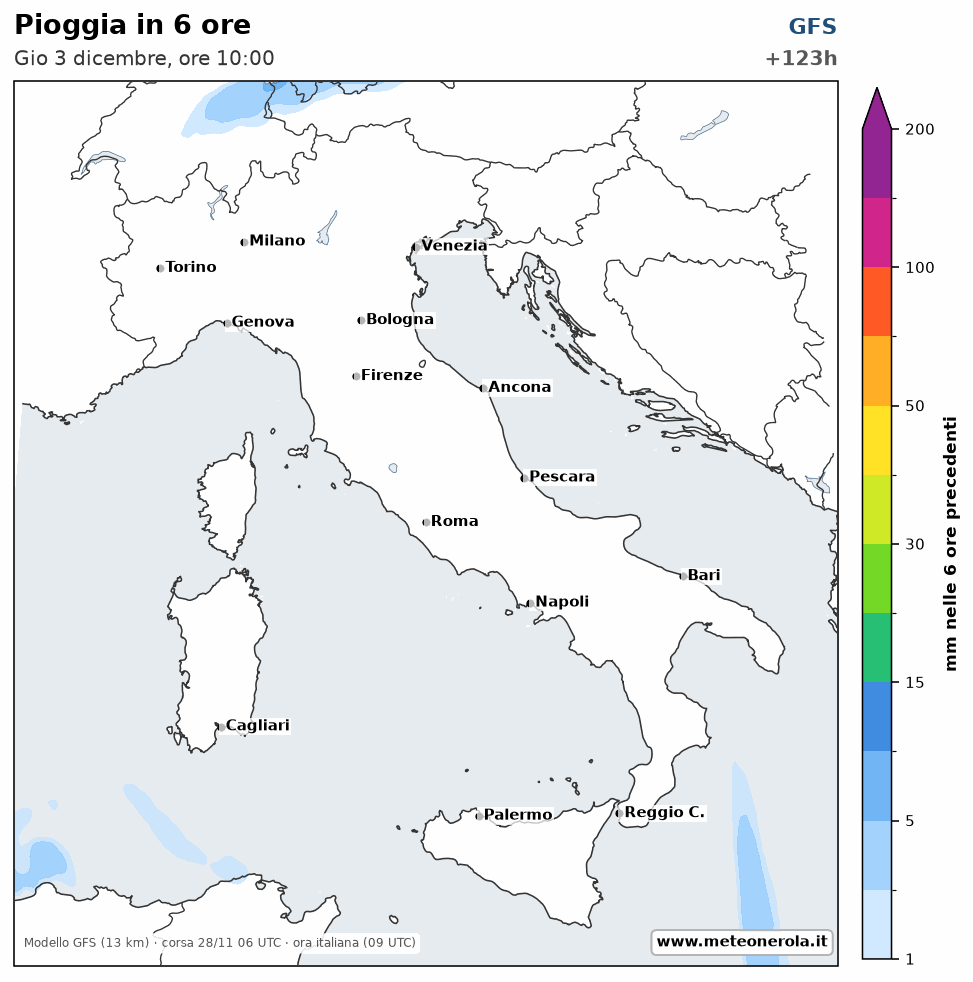 Pioggia in 6 ore
GFS
Gio 3 dicembre, ore 10:00
+123h
200
Milano
Venezia
Torino
100
Genova
Bologna
Firenze
Ancona
50
Pescara
Roma
30
Bari
Napoli
15
Cagliari
Palermo
Reggio C.
5
mm nelle 6 ore precedenti
Modello GFS (13 km) · corsa 28/11 06 UTC · ora italiana (09 UTC)
www.meteonerola.it
1